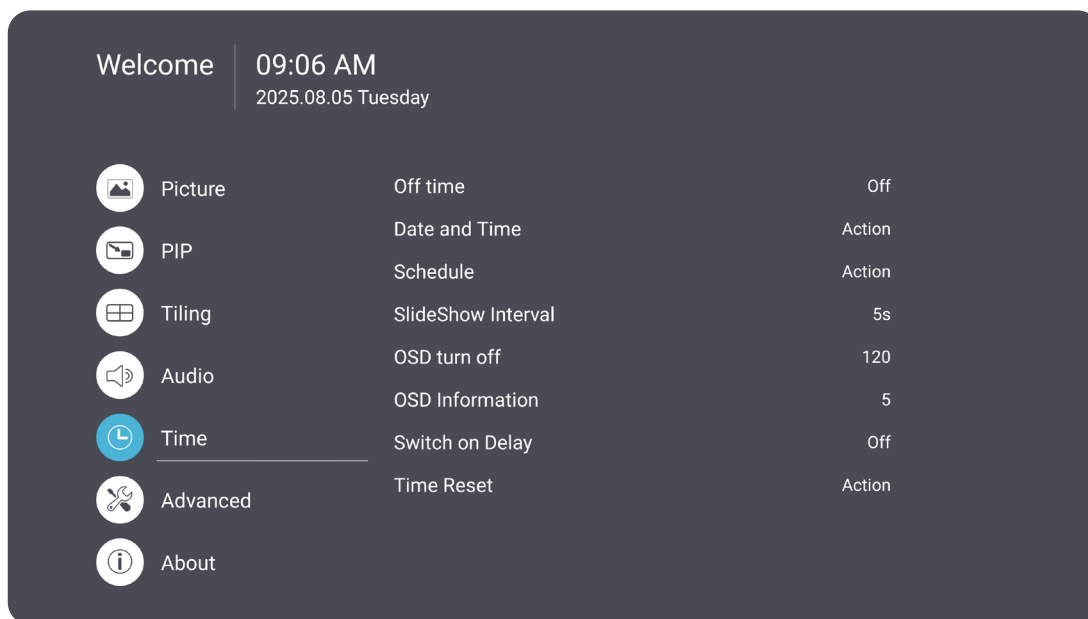 Welcome
09:06 AM
2025.08.05 Tuesday
Picture
PIP
Tiling
Audio
Time
Advanced
About
Off time Off
Date and Time Action
Schedule Action
SlideShow Interval 5s
OSD turn off 120
OSD Information 5
Switch on Delay Off
Time Reset Action